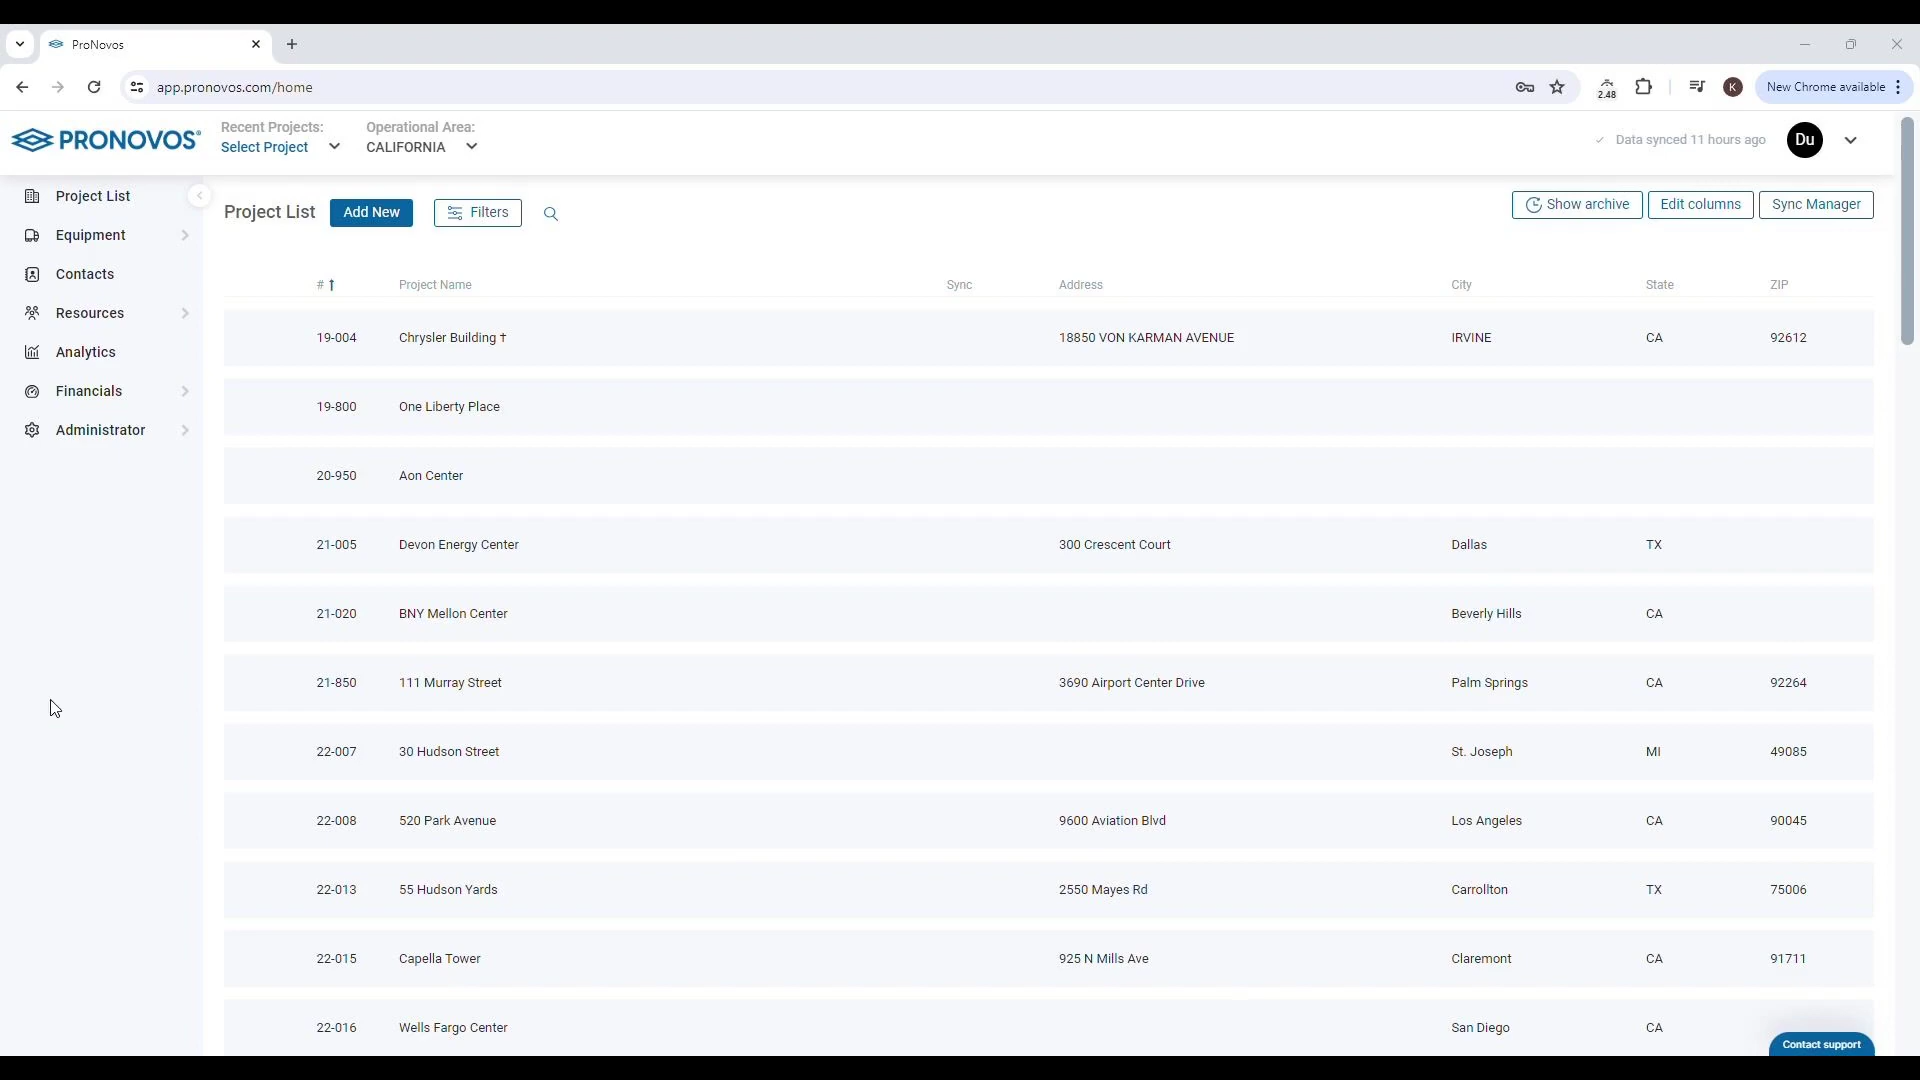 ProNovos
app.pronovos.com/home
2.48
K
New Chrome available
PRONOVOS
Recent Projects:
Select Project
Operational Area:
CALIFORNIA
Data synced 11 hours ago
Du
Project List
Equipment
Contacts
Resources
Analytics
Financials
Administrator
Project List
Add New
Filters
Show archive
Edit columns
Sync Manager
# Project Name Sync Address City State ZIP
19-004 Chrysler Building † 18850 VON KARMAN AVENUE IRVINE CA 92612
19-800 One Liberty Place
20-950 Aon Center
21-005 Devon Energy Center 300 Crescent Court Dallas TX
21-020 BNY Mellon Center Beverly Hills CA
21-850 111 Murray Street 3690 Airport Center Drive Palm Springs CA 92264
22-007 30 Hudson Street St. Joseph MI 49085
22-008 520 Park Avenue 9600 Aviation Blvd Los Angeles CA 90045
22-013 55 Hudson Yards 2550 Mayes Rd Carrollton TX 75006
22-015 Capella Tower 925 N Mills Ave Claremont CA 91711
22-016 Wells Fargo Center San Diego CA
Contact support